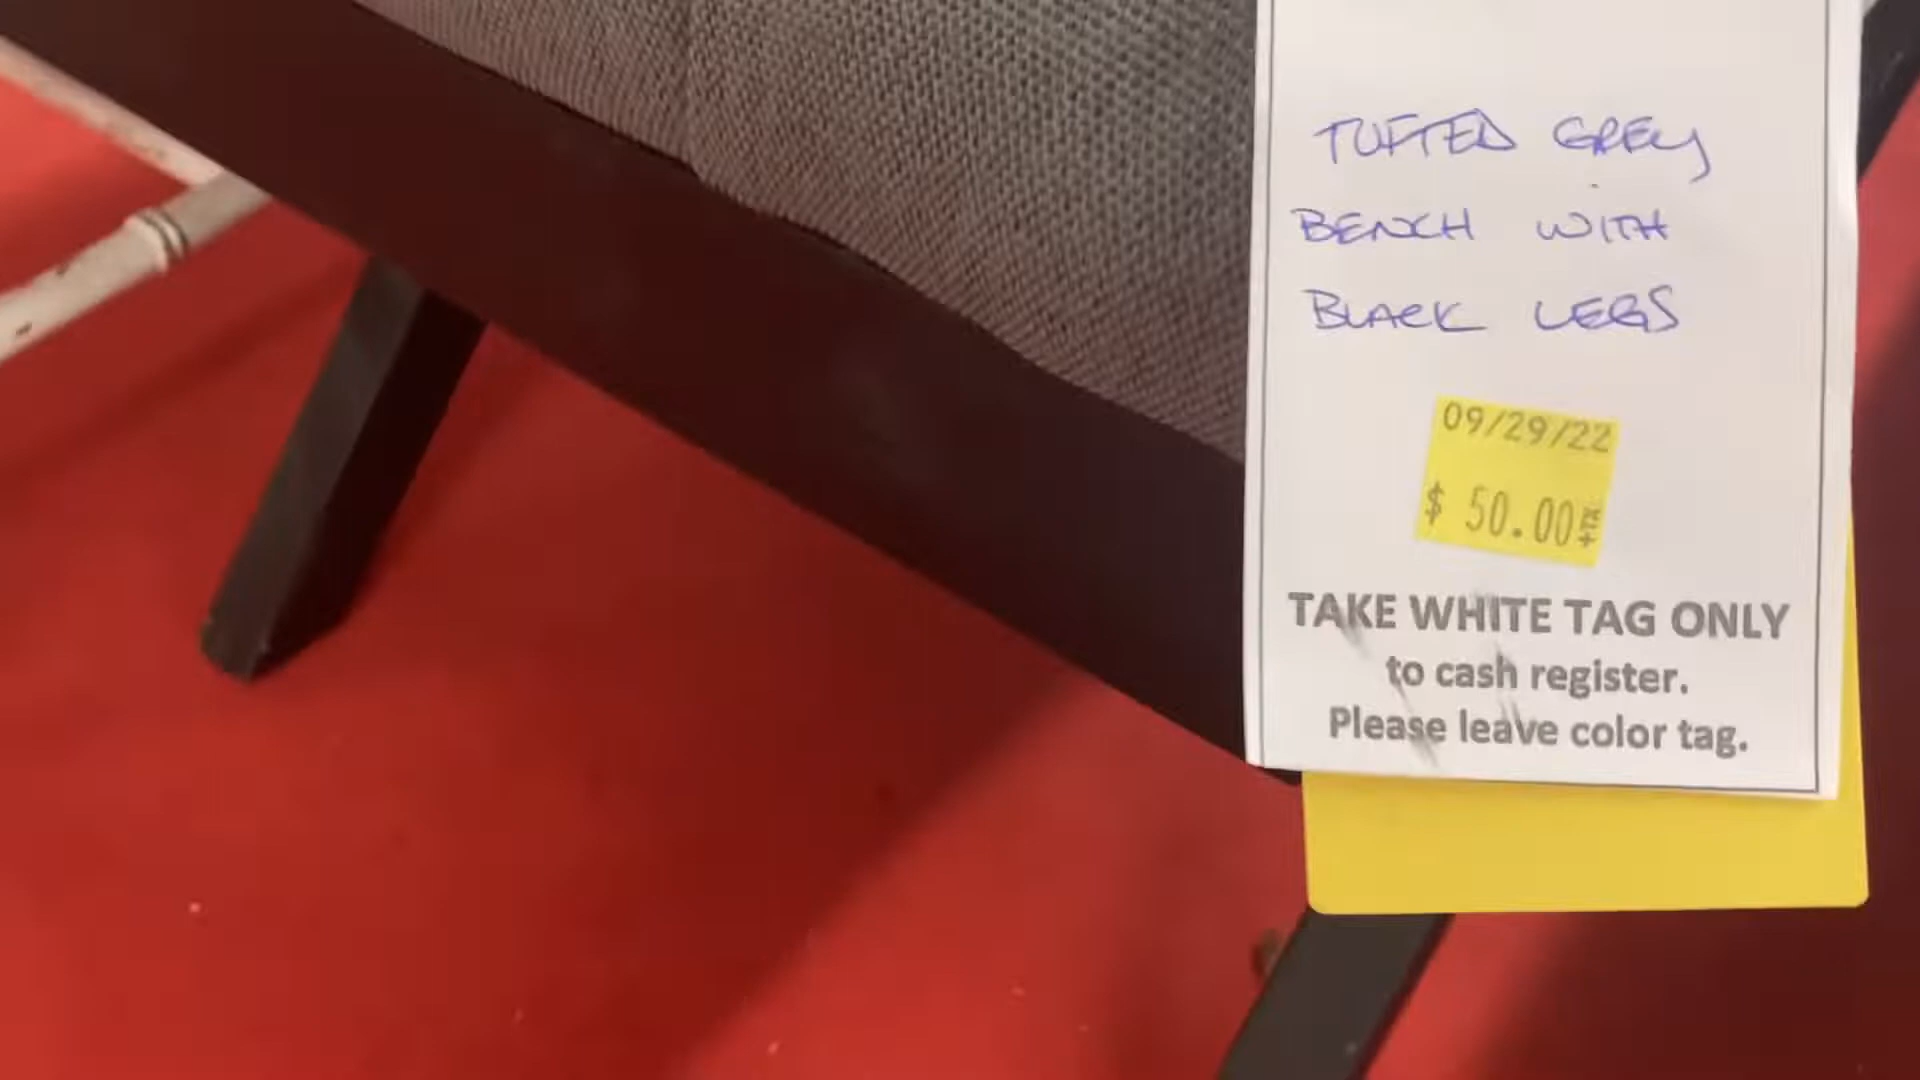 TUFTED GREY
BENCH WITH
BLACK LEGS
09/29/22
$ 50.00 +TX
TAKE WHITE TAG ONLY
to cash register.
Please leave color tag.